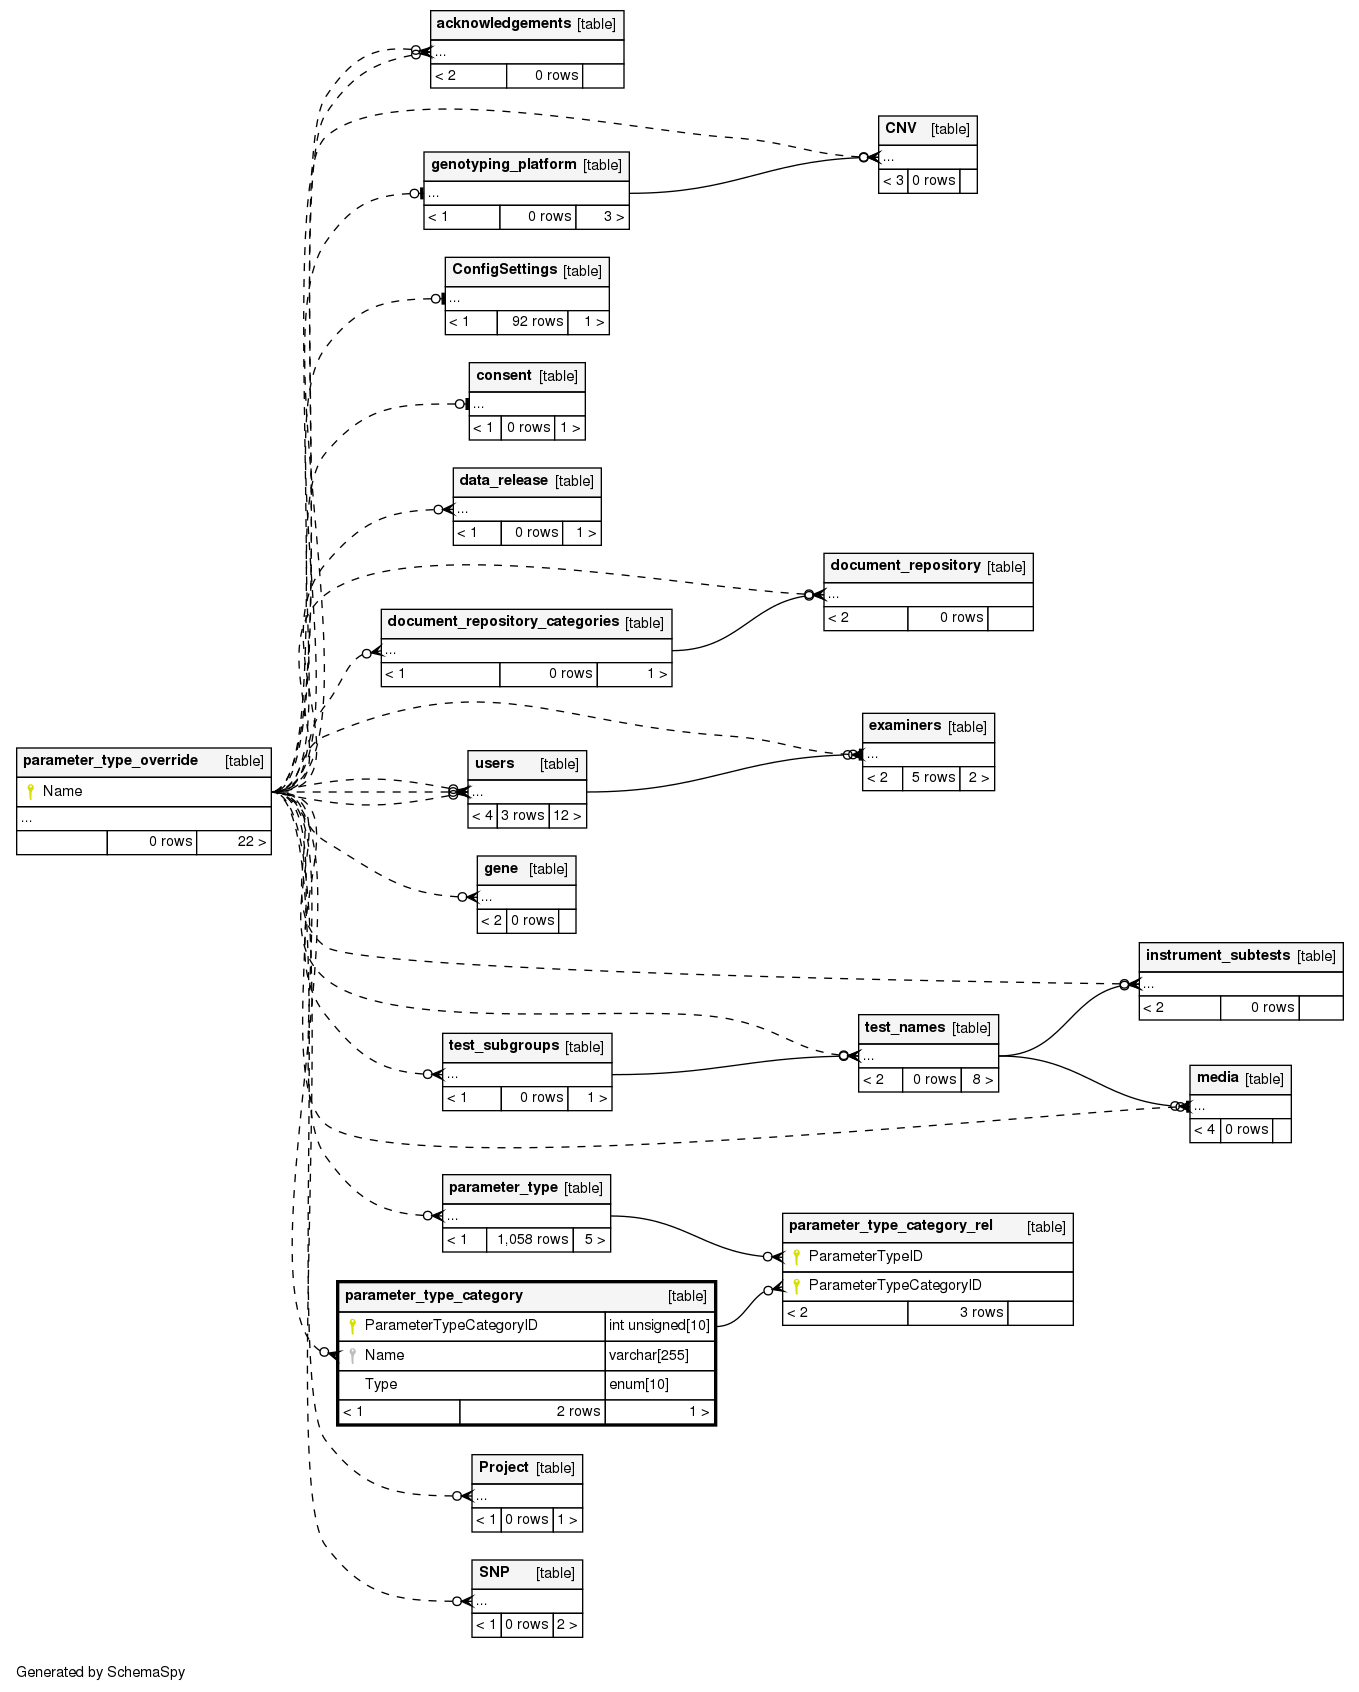 acknowledgements [table]
...
< 2 0 rows
CNV [table]
...
< 3 0 rows
genotyping_platform [table]
...
< 1 0 rows 3 >
ConfigSettings [table]
...
< 1 92 rows 1 >
consent [table]
...
< 1 0 rows 1 >
data_release [table]
...
< 1 0 rows 1 >
document_repository [table]
...
< 2 0 rows
document_repository_categories [table]
...
< 1 0 rows 1 >
examiners [table]
...
< 2 5 rows 2 >
parameter_type_override [table]
Name
...
0 rows 22 >
users [table]
...
< 4 3 rows 12 >
gene [table]
...
< 2 0 rows
instrument_subtests [table]
...
< 2 0 rows
test_names [table]
...
< 2 0 rows 8 >
test_subgroups [table]
...
< 1 0 rows 1 >
media [table]
...
< 4 0 rows
parameter_type [table]
...
< 1 1,058 rows 5 >
parameter_type_category_rel [table]
ParameterTypeID
ParameterTypeCategoryID
< 2 3 rows
parameter_type_category [table]
ParameterTypeCategoryID int unsigned[10]
Name varchar[255]
Type enum[10]
< 1 2 rows 1 >
Project [table]
...
< 1 0 rows 1 >
SNP [table]
...
< 1 0 rows 2 >
Generated by SchemaSpy